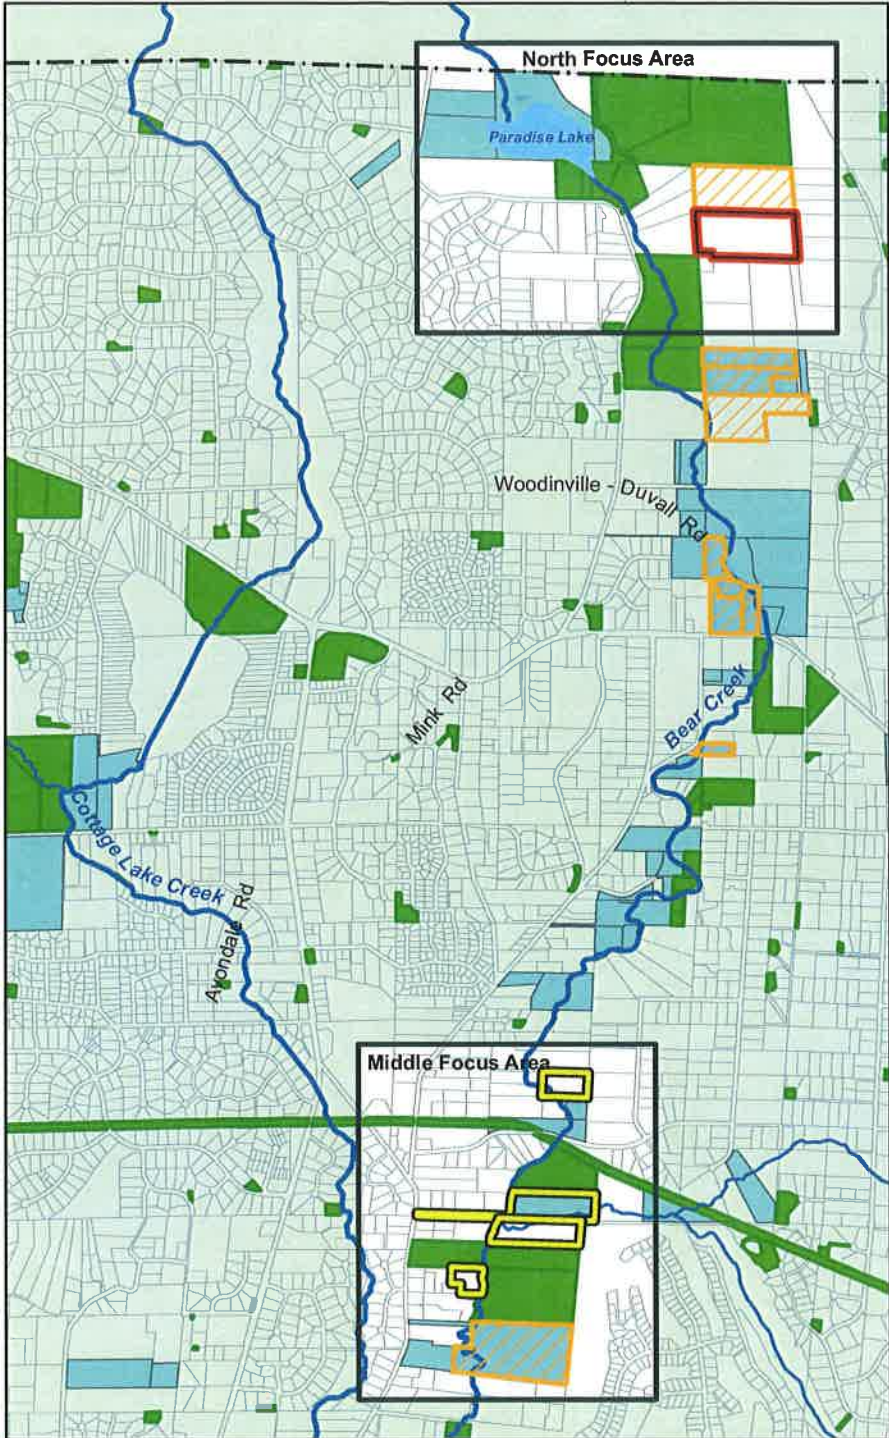 North Focus Area
Paradise Lake
Woodinville - Duvall Rd
Bear Creek
Mink Rd
Cottage Lake Creek
Avondale Rd
Middle Focus Area